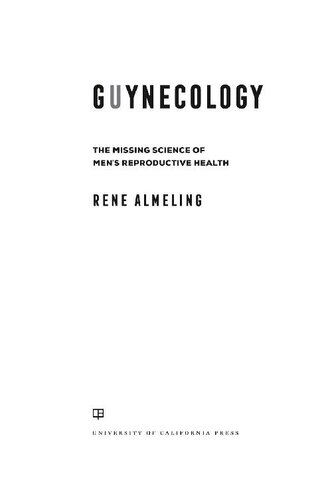 GUYNECOLOGY
THE MISSING SCIENCE OF
MEN'S REPRODUCTIVE HEALTH
RENE ALMELING
UNIVERSITY OF CALIFORNIA PRESS